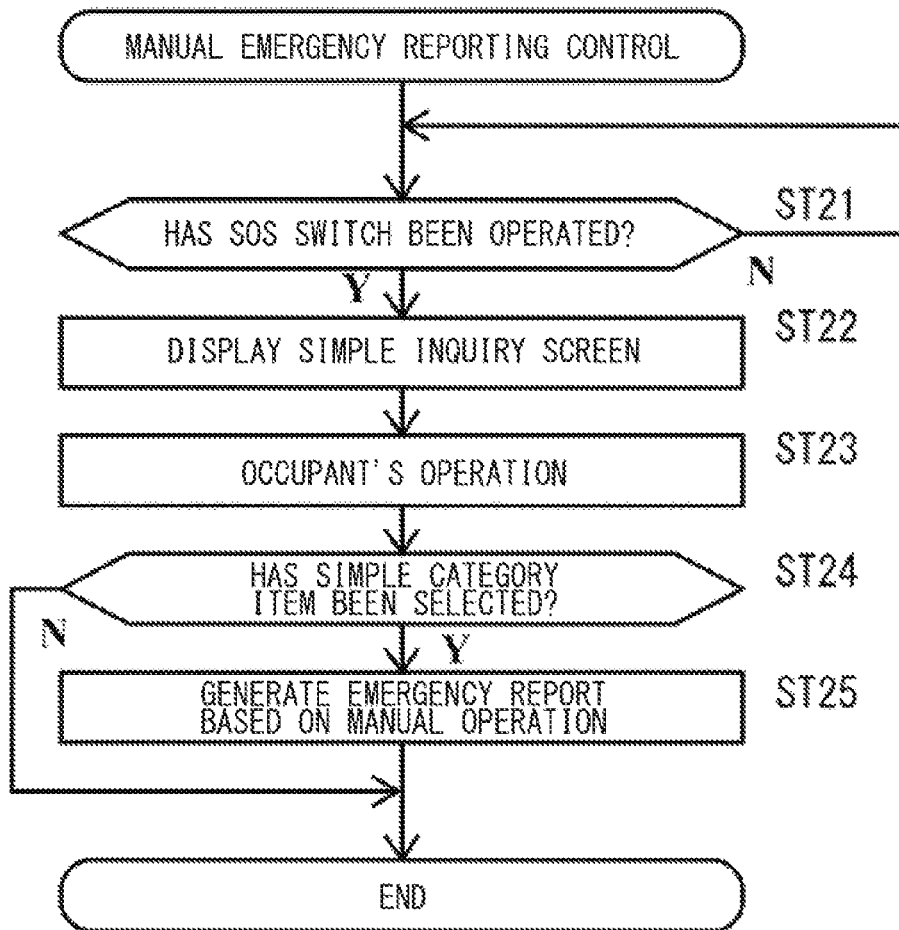 MANUAL EMERGENCY REPORTING CONTROL
HAS SOS SWITCH BEEN OPERATED?
ST21
N
Y
DISPLAY SIMPLE INQUIRY SCREEN
ST22
OCCUPANT'S OPERATION
ST23
HAS SIMPLE CATEGORY
ITEM BEEN SELECTED?
ST24
N
Y
GENERATE EMERGENCY REPORT
BASED ON MANUAL OPERATION
ST25
END